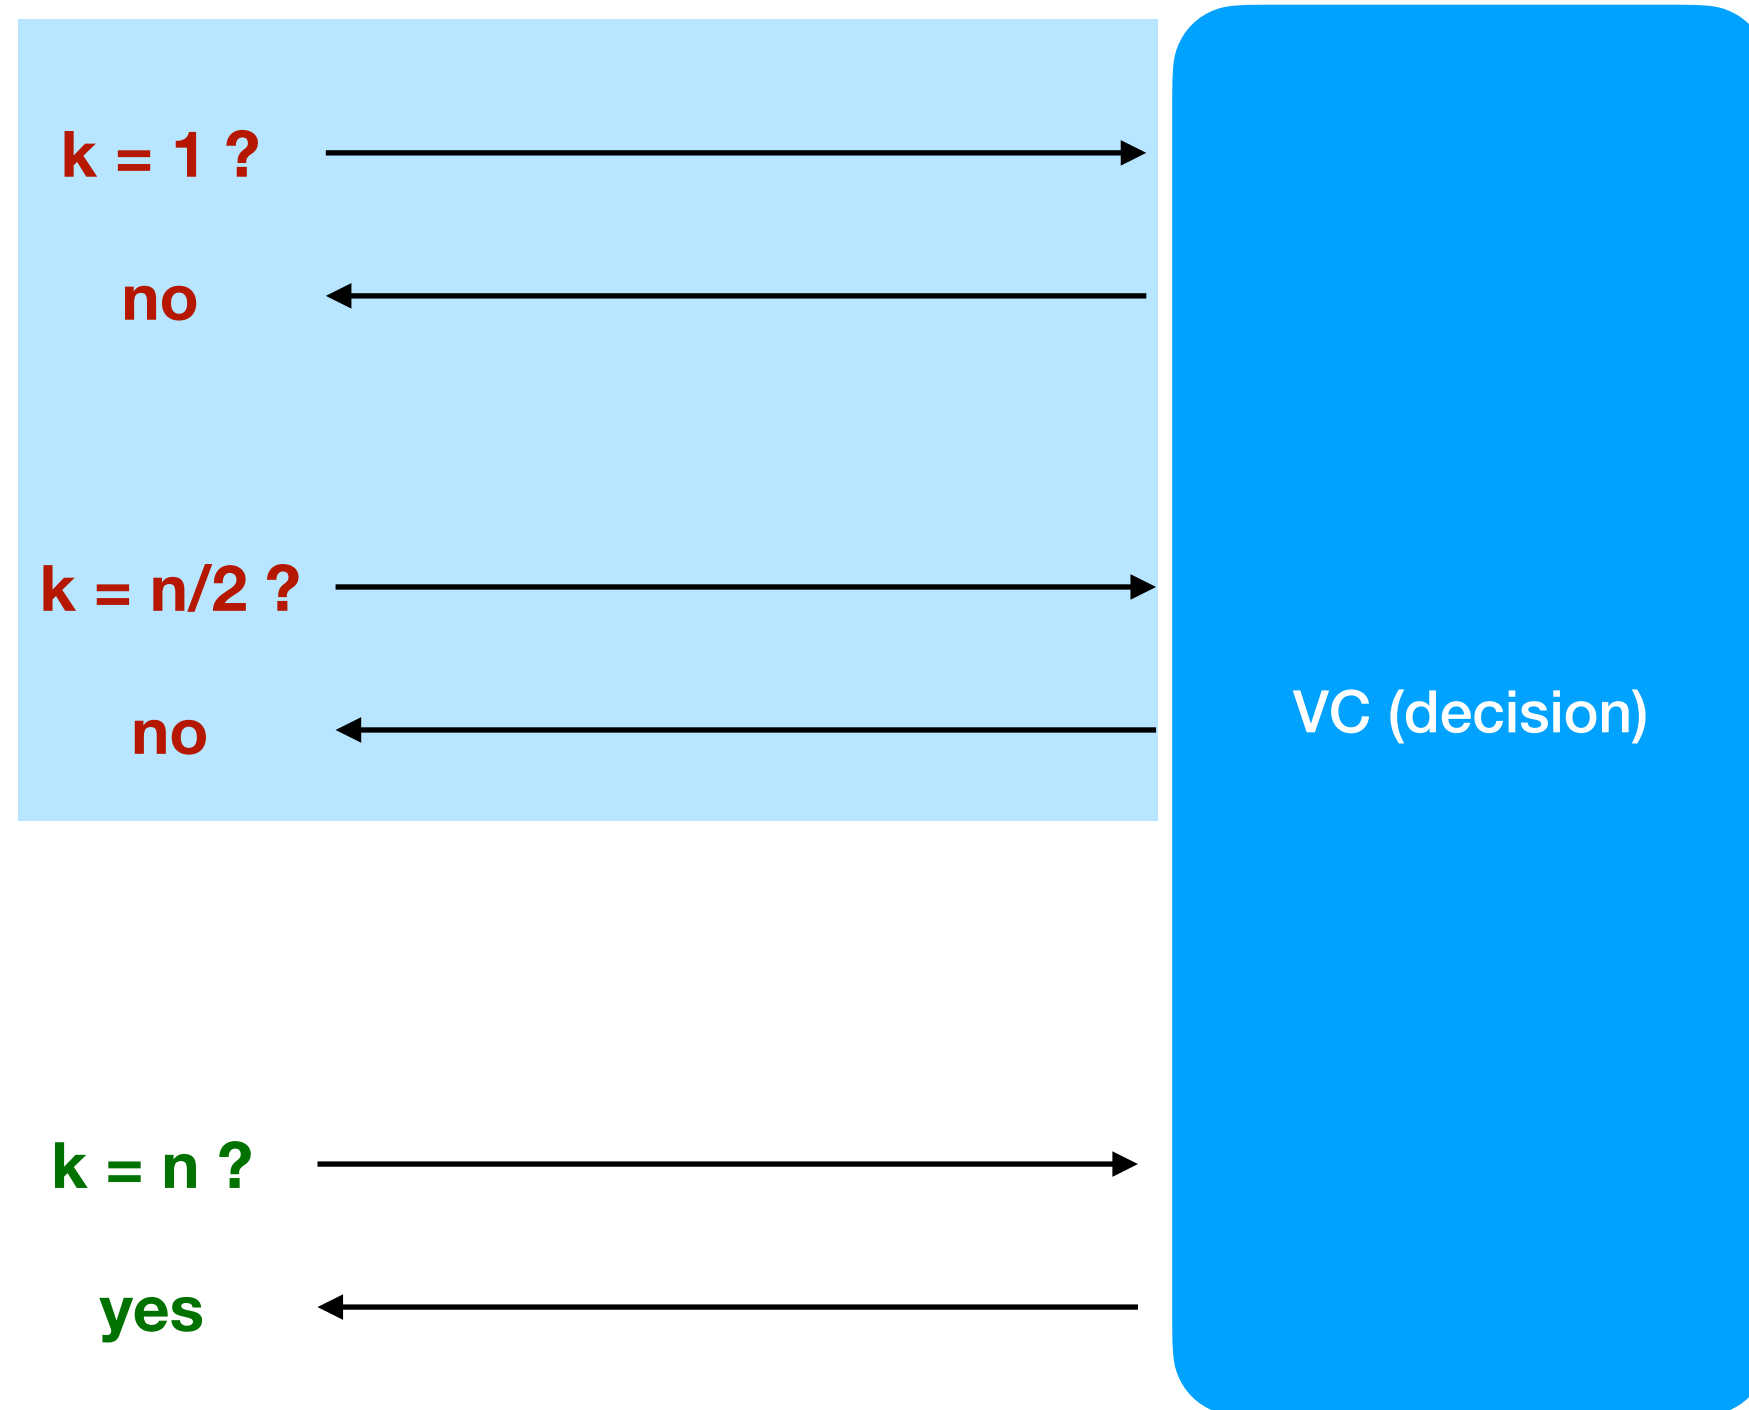 k = 1 ?
no
k = n/2 ?
no
VC (decision)
k = n ?
yes